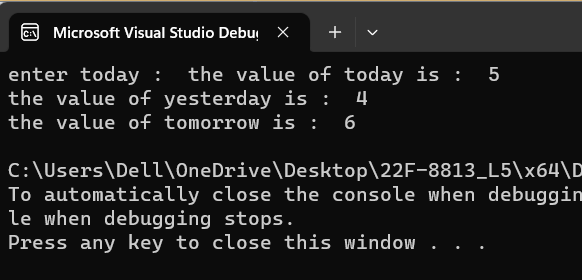 Microsoft Visual Studio Debu
enter today :  the value of today is :  5
the value of yesterday is :  4
the value of tomorrow is :  6
C:\Users\Dell\OneDrive\Desktop\22F-8813_L5\x64\D
To automatically close the console when debuggin
le when debugging stops.
Press any key to close this window . . .